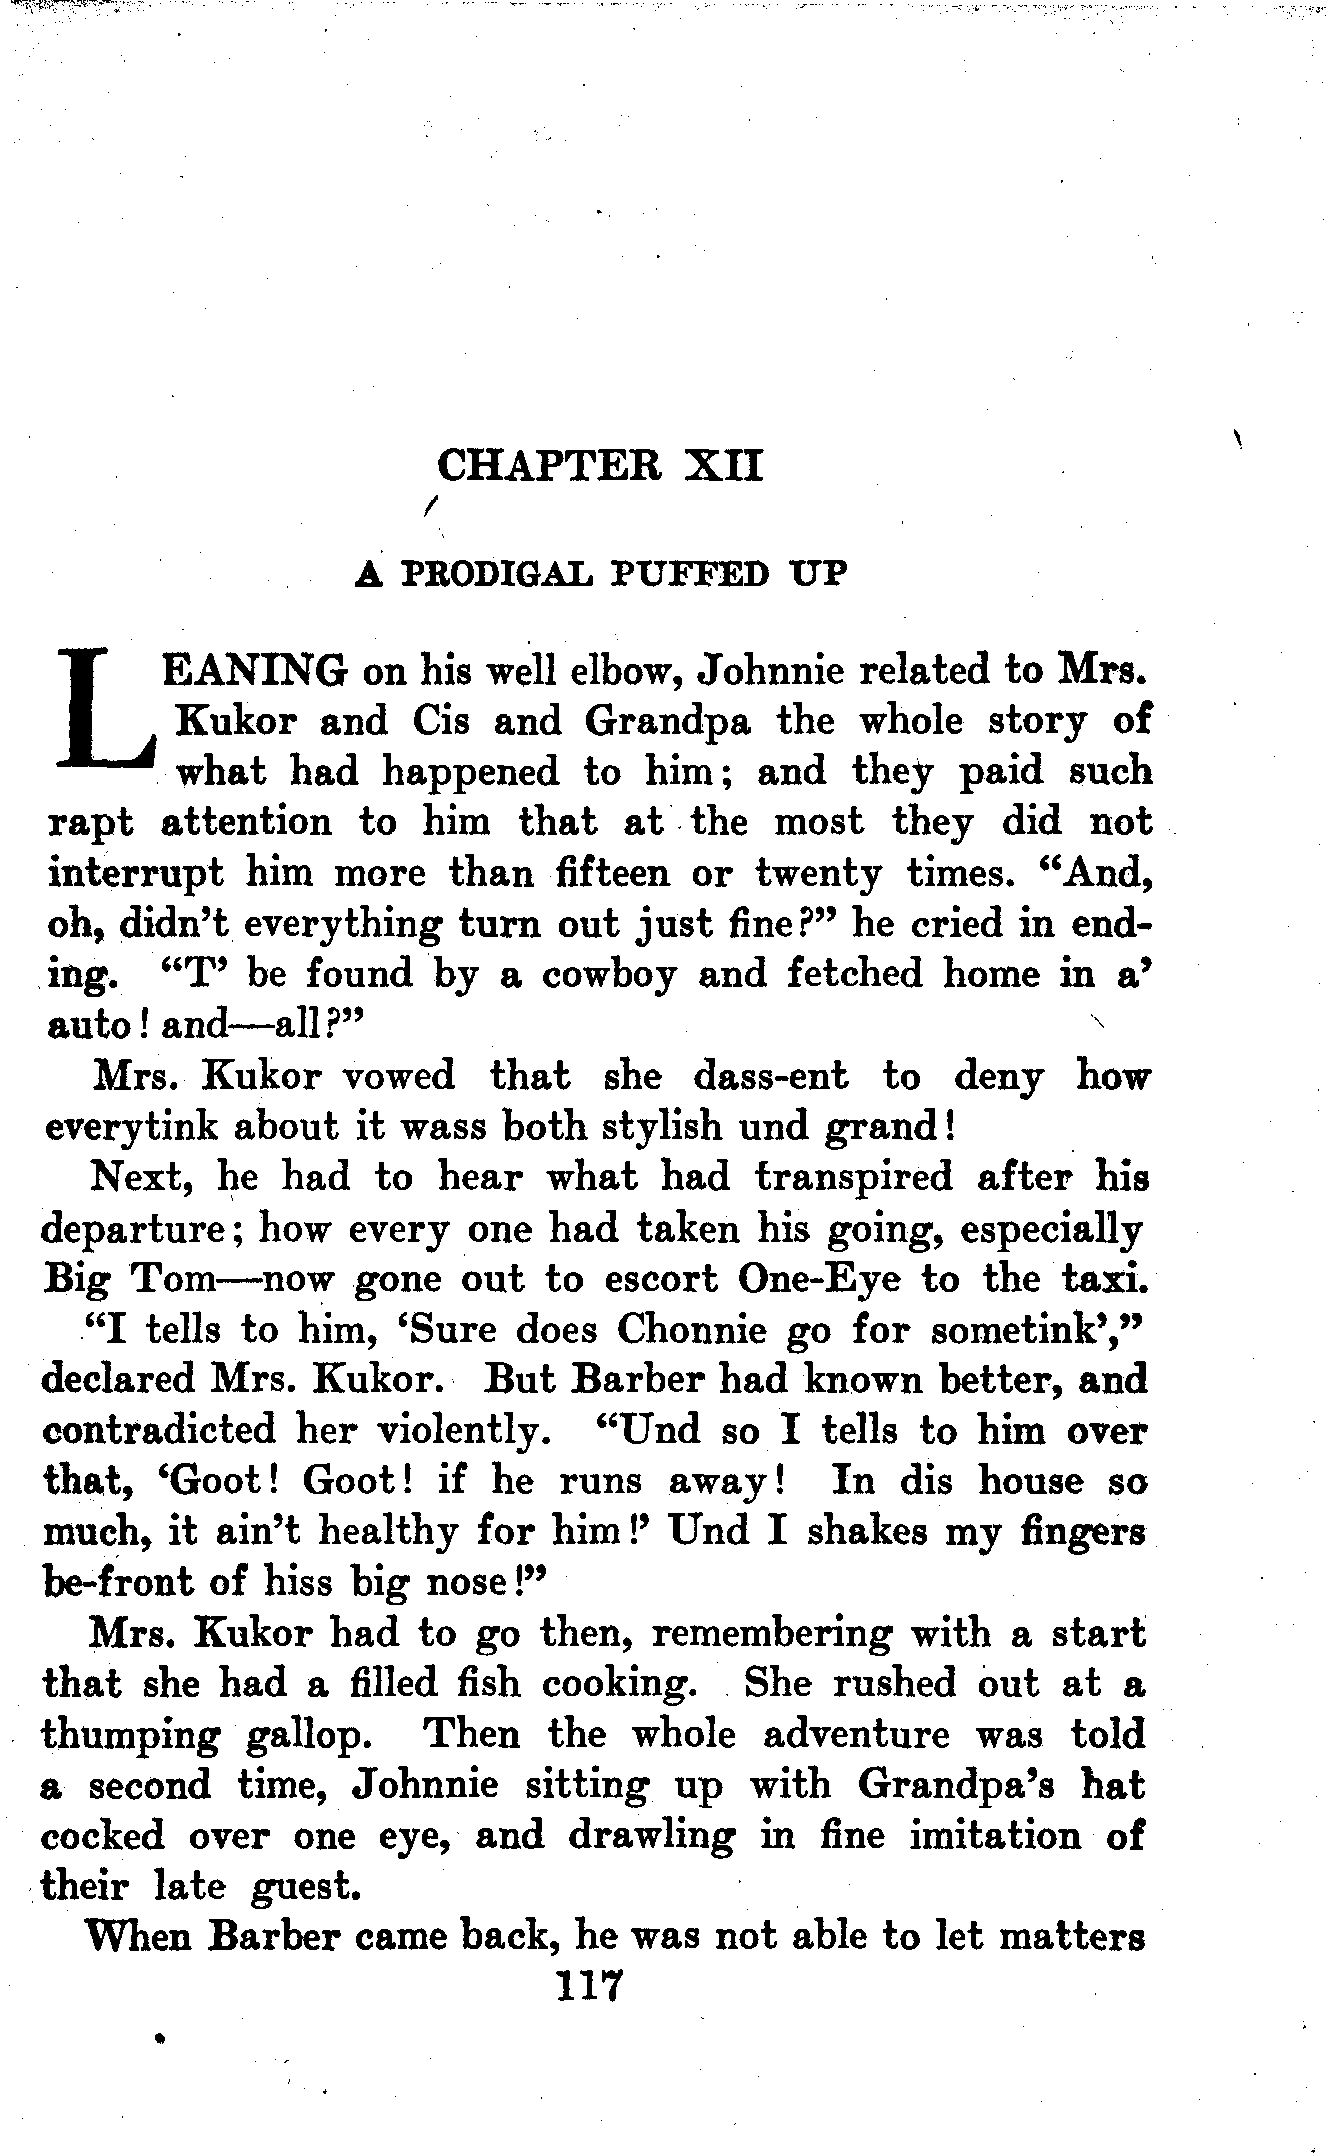 CHAPTER XII
A PRODIGAL PUFFED UP
LEANING on his well elbow, Johnnie related to Mrs.
Kukor and Cis and Grandpa the whole story of
what had happened to him; and they paid such
rapt attention to him that at the most they did not
interrupt him more than fifteen or twenty times. “And,
oh, didn’t everything turn out just fine?” he cried in end-
ing. “T’ be found by a cowboy and fetched home in a’
auto! and—all?”
Mrs. Kukor vowed that she dass-ent to deny how
everytink about it wass both stylish und grand!
Next, he had to hear what had transpired after his
departure; how every one had taken his going, especially
Big Tom—now gone out to escort One-Eye to the taxi.
“I tells to him, ‘Sure does Chonnie go for sometink’,”
declared Mrs. Kukor. But Barber had known better, and
contradicted her violently. “Und so I tells to him over
that, ‘Goot! Goot! if he runs away! In dis house so
much, it ain’t healthy for him!’ Und I shakes my fingers
be-front of hiss big nose!”
Mrs. Kukor had to go then, remembering with a start
that she had a filled fish cooking. She rushed out at a
thumping gallop. Then the whole adventure was told
a second time, Johnnie sitting up with Grandpa’s hat
cocked over one eye, and drawling in fine imitation of
their late guest.
When Barber came back, he was not able to let matters
117